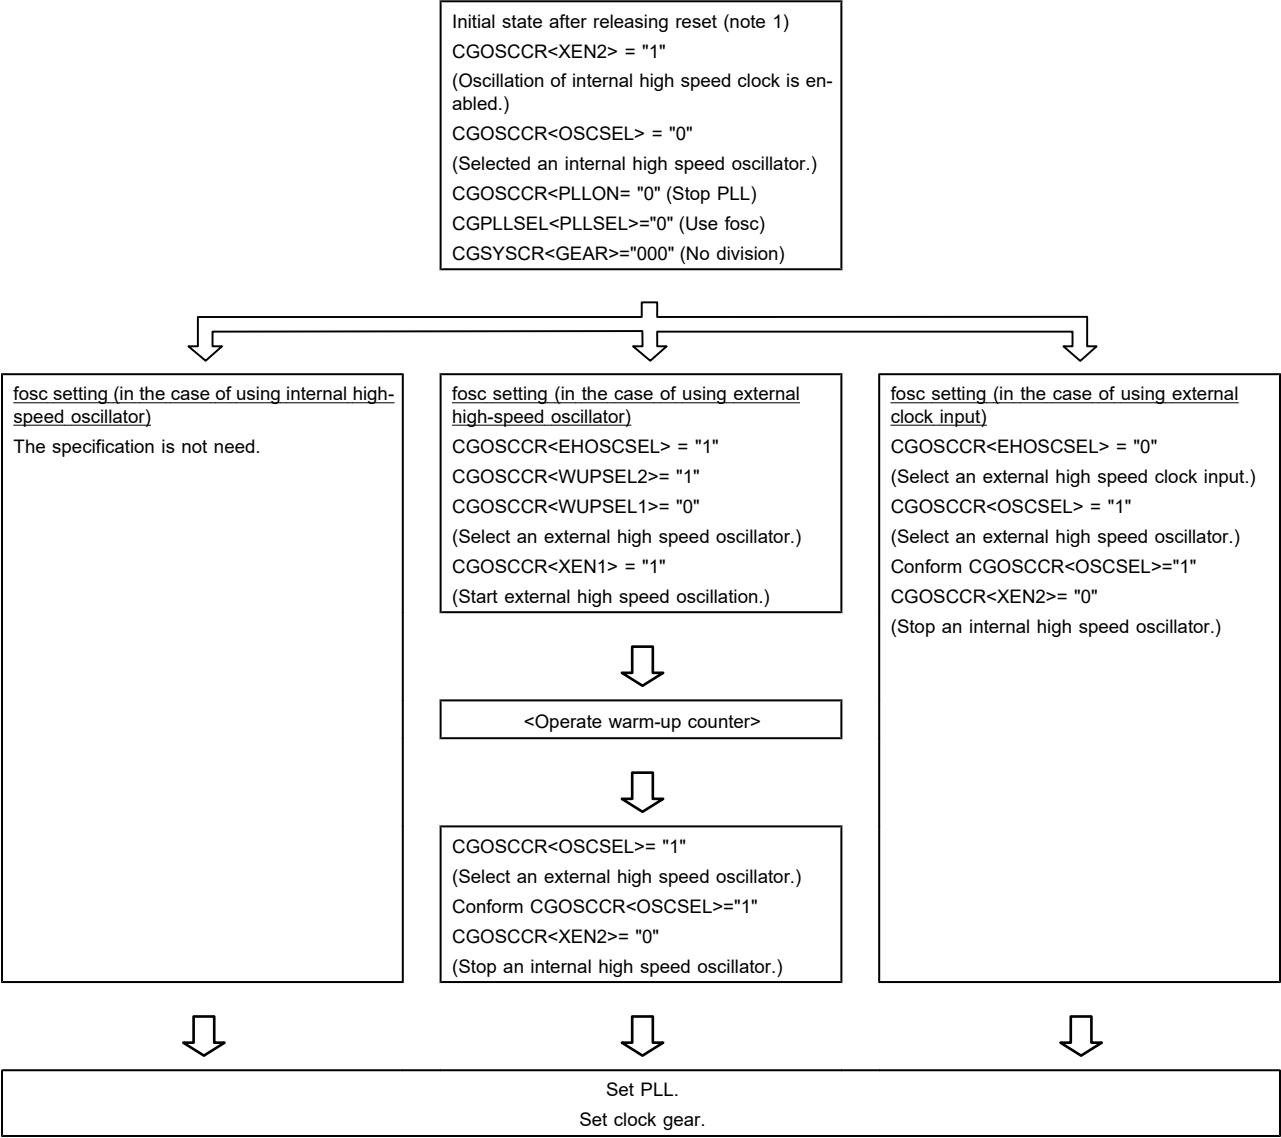 Initial state after releasing reset (note 1)
CGOSCCR<XEN2> = "1"
(Oscillation of internal high speed clock is en-
abled.)
CGOSCCR<OSCSEL> = "0"
(Selected an internal high speed oscillator.)
CGOSCCR<PLLON= "0" (Stop PLL)
CGPLLSEL<PLLSEL>="0" (Use fosc)
CGSYSCR<GEAR>="000" (No division)
fosc setting (in the case of using internal high-
speed oscillator)
The specification is not need.
fosc setting (in the case of using external
high-speed oscillator)
CGOSCCR<EHOSCSEL> = "1"
CGOSCCR<WUPSEL2>= "1"
CGOSCCR<WUPSEL1>= "0"
(Select an external high speed oscillator.)
CGOSCCR<XEN1> = "1"
(Start external high speed oscillation.)
<Operate warm-up counter>
CGOSCCR<OSCSEL>= "1"
(Select an external high speed oscillator.)
Conform CGOSCCR<OSCSEL>="1"
CGOSCCR<XEN2>= "0"
(Stop an internal high speed oscillator.)
fosc setting (in the case of using external
clock input)
CGOSCCR<EHOSCSEL> = "0"
(Select an external high speed clock input.)
CGOSCCR<OSCSEL> = "1"
(Select an external high speed oscillator.)
Conform CGOSCCR<OSCSEL>="1"
CGOSCCR<XEN2>= "0"
(Stop an internal high speed oscillator.)
Set PLL.
Set clock gear.